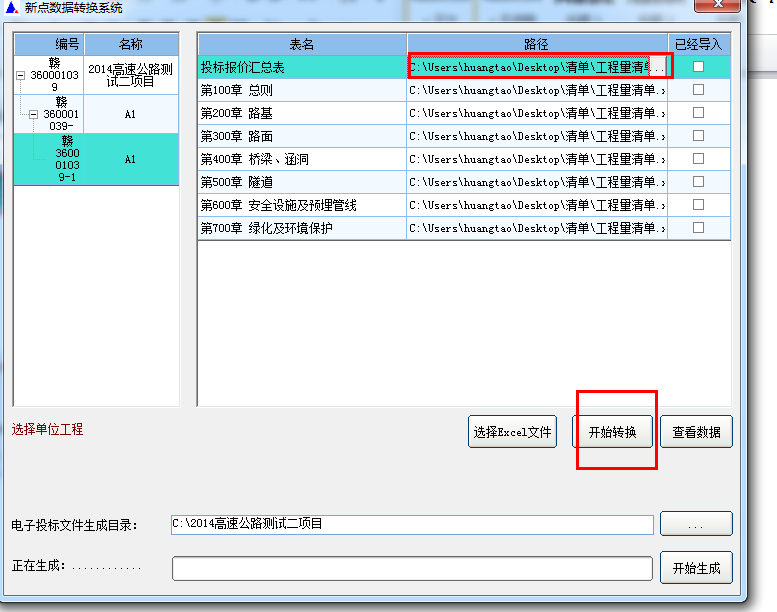 新点数据转换系统
编号 名称
赣
36000103
9
2014高速公路测
试二项目
赣
360001
039-
A1
赣
3600
0103
9-1
A1
表名 路径 已经导入
投标报价汇总表 C:\Users\huangtao\Desktop\清单\工程量清单 ...
第100章 总则 C:\Users\huangtao\Desktop\清单\工程量清单.x
第200章 路基 C:\Users\huangtao\Desktop\清单\工程量清单.x
第300章 路面 C:\Users\huangtao\Desktop\清单\工程量清单.x
第400章 桥梁、涵洞 C:\Users\huangtao\Desktop\清单\工程量清单.x
第500章 隧道 C:\Users\huangtao\Desktop\清单\工程量清单.x
第600章 安全设施及预埋管线 C:\Users\huangtao\Desktop\清单\工程量清单.x
第700章 绿化及环境保护 C:\Users\huangtao\Desktop\清单\工程量清单.x
选择单位工程
选择Excel文件 开始转换 查看数据
电子投标文件生成目录: C:\2014高速公路测试二项目 ...
正在生成:............ 开始生成